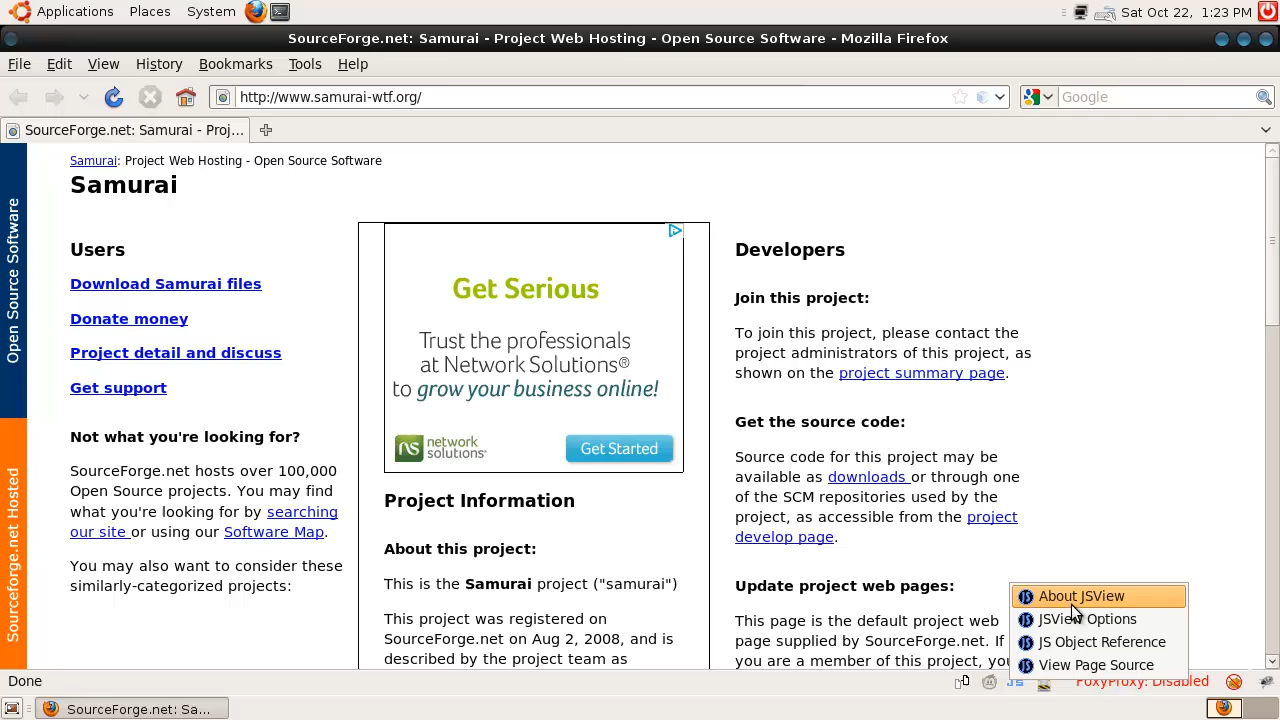 Applications Places System Sat Oct 22, 1:23 PM
SourceForge.net: Samurai - Project Web Hosting - Open Source Software - Mozilla Firefox
File Edit View History Bookmarks Tools Help
http://www.samurai-wtf.org/ Google
SourceForge.net: Samurai - Proj...
Open Source Software
Sourceforge.net Hosted
Samurai: Project Web Hosting - Open Source Software
Samurai
Users
Download Samurai files
Donate money
Project detail and discuss
Get support
Not what you're looking for?
SourceForge.net hosts over 100,000
Open Source projects. You may find
what you're looking for by searching
our site or using our Software Map.
You may also want to consider these
similarly-categorized projects:
Get Serious
Trust the professionals
at Network Solutions®
to grow your business online!
ns network
solutions®
Get Started
Project Information
About this project:
This is the Samurai project ("samurai")
This project was registered on
SourceForge.net on Aug 2, 2008, and is
described by the project team as
Developers
Join this project:
To join this project, please contact the
project administrators of this project, as
shown on the project summary page.
Get the source code:
Source code for this project may be
available as downloads or through one
of the SCM repositories used by the
project, as accessible from the project
develop page.
Update project web pages:
This page is the default project web
page supplied by SourceForge.net. If
you are a member of this project, you
About JSView
JSView Options
JS Object Reference
View Page Source
Done FoxyProxy: Disabled
SourceForge.net: Sa...